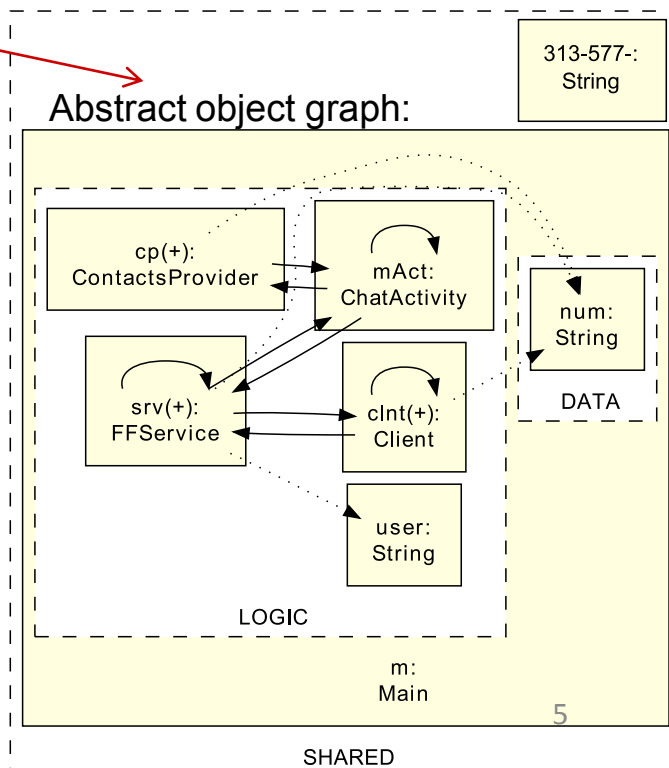 313-577-:
String
Abstract object graph:
cp(+):
ContactsProvider
mAct:
ChatActivity
num:
String
DATA
srv(+):
FFService
clnt(+):
Client
user:
String
LOGIC
m:
Main
5
SHARED